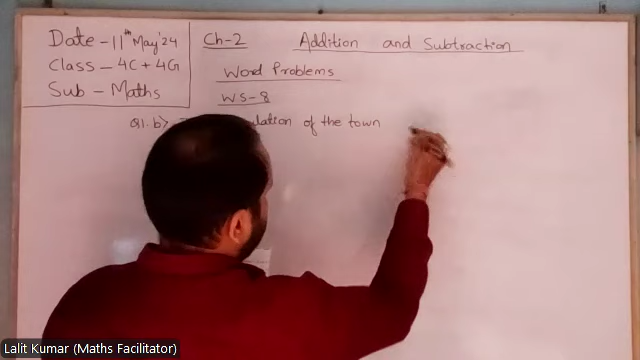 Date - 11th May'24
Class - 4C + 4G
Sub - Maths
Ch-2 Addition and Subtraction
Word Problems
WS-8
Q1. b> of the town
Lalit Kumar (Maths Facilitator)